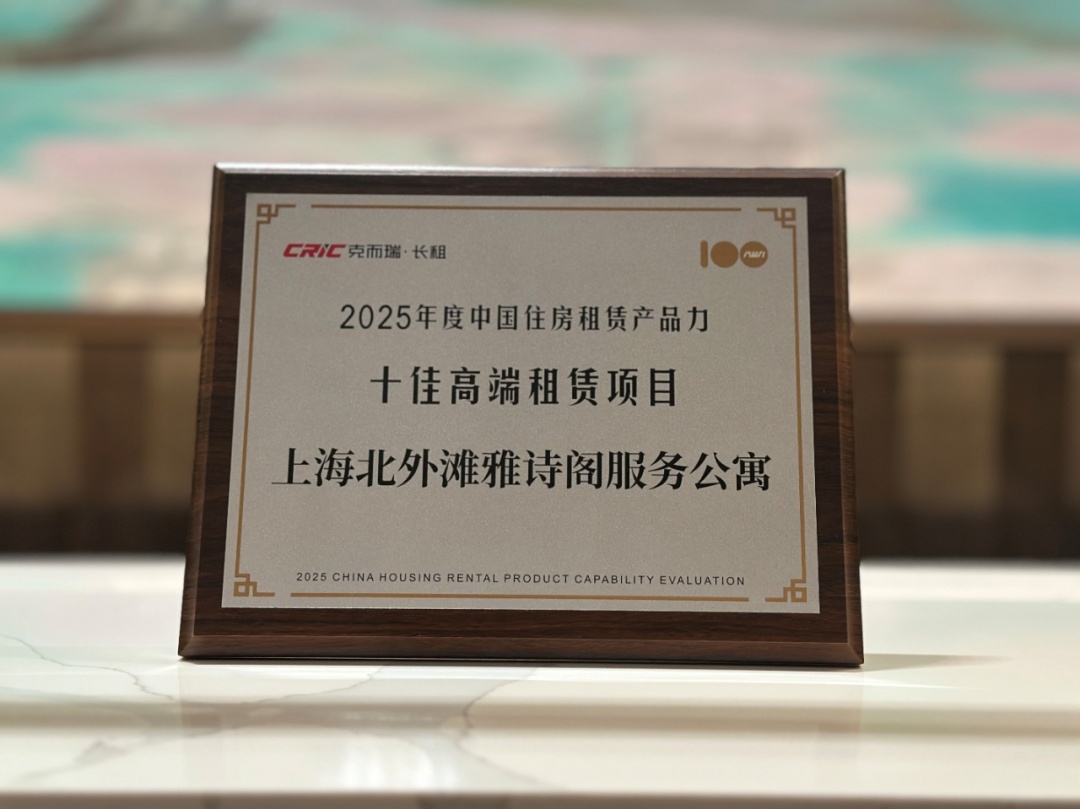 CRIC 克而瑞·长租
100
2025年度中国住房租赁产品力
十佳高端租赁项目
上海北外滩雅诗阁服务公寓
2025 CHINA HOUSING RENTAL PRODUCT CAPABILITY EVALUATION